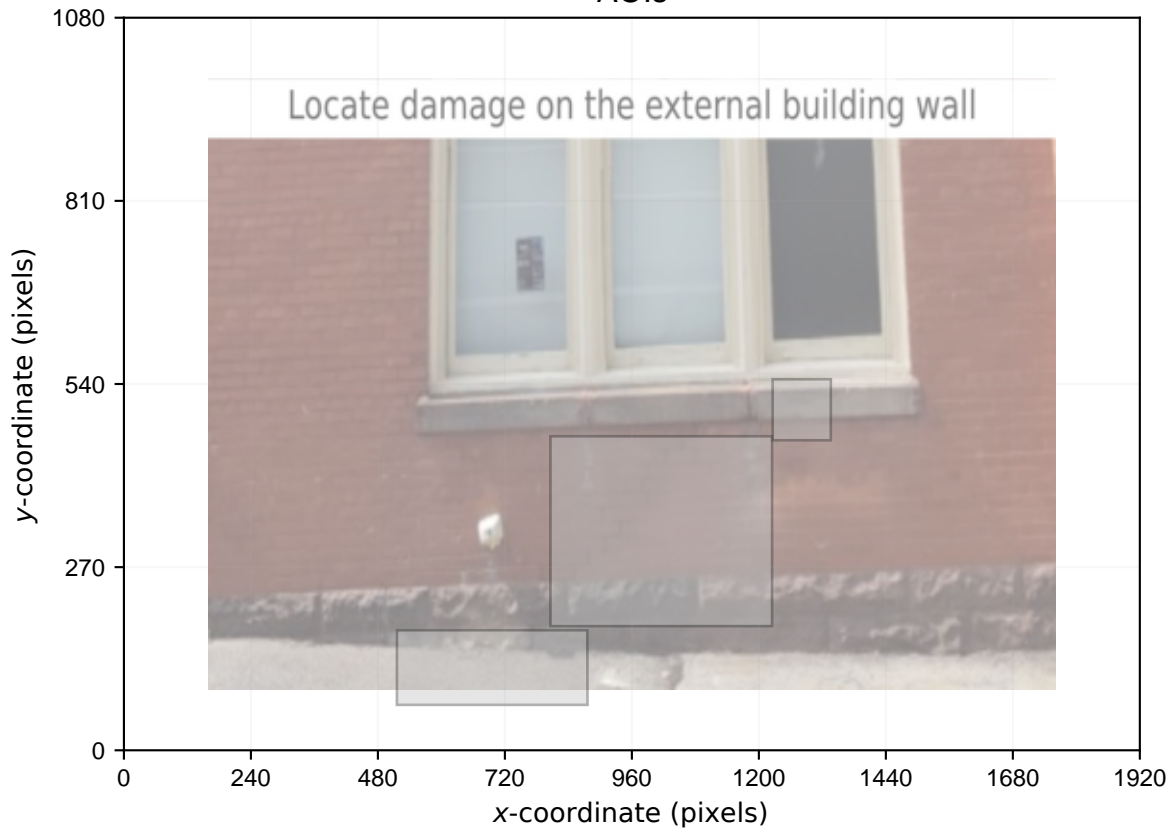 1080
Locate damage on the external building wall
810
540
270
0
0 240 480 720 960 1200 1440 1680 1920
x-coordinate (pixels)
y-coordinate (pixels)